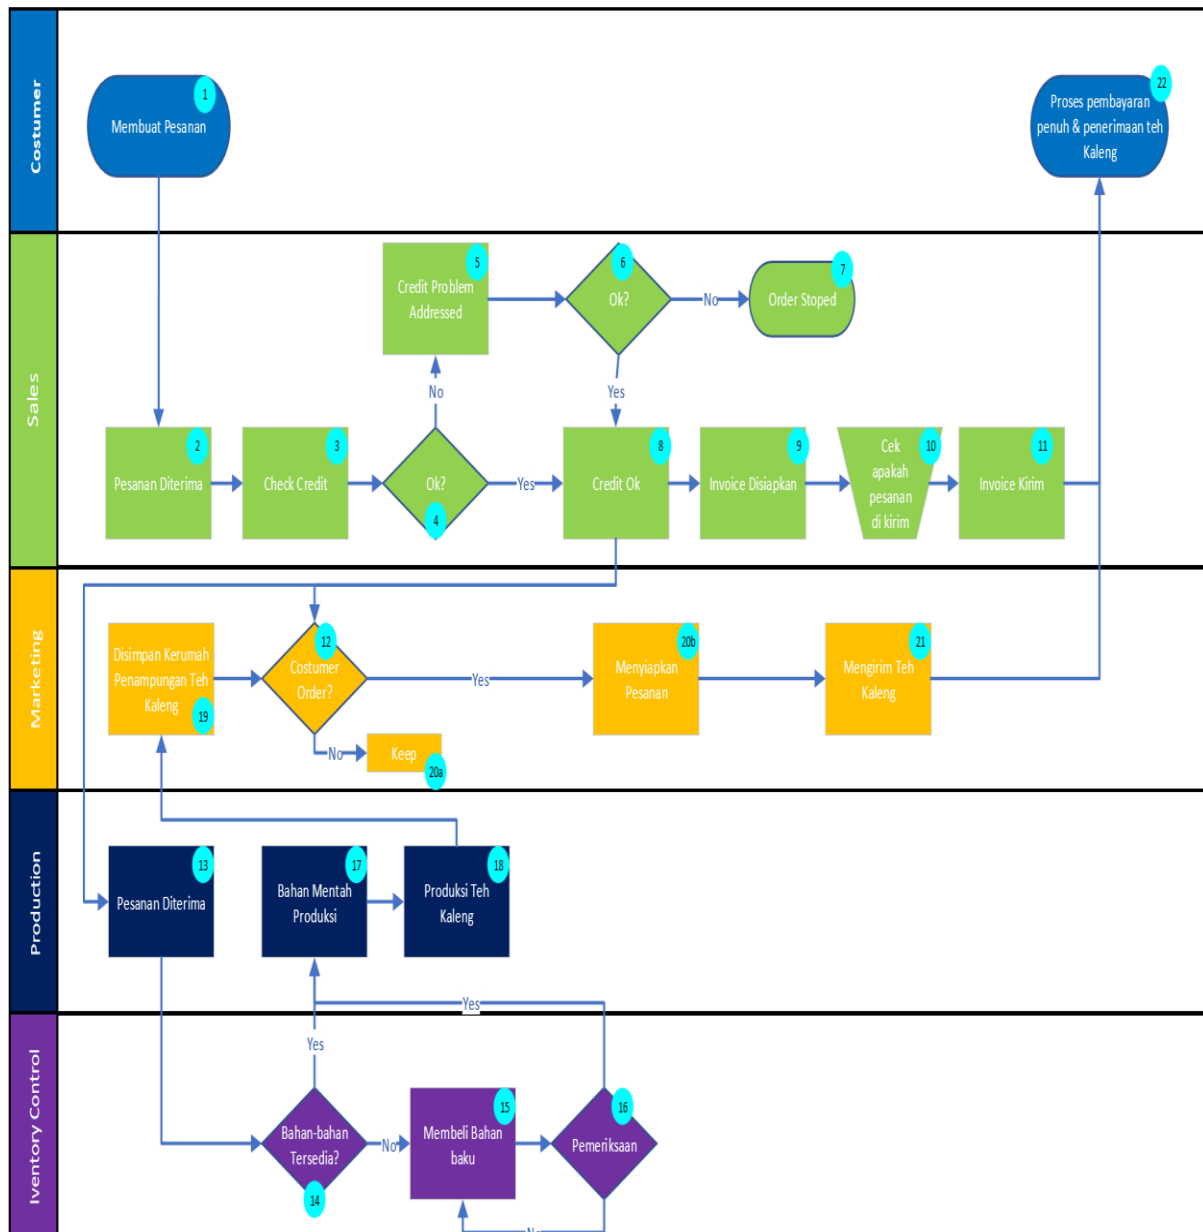 Costumer
1
Membuat Pesanan
22
Proses pembayaran
penuh & penerimaan teh
Kaleng
Sales
5
Credit Problem
Addressed
6
Ok?
No
7
Order Stoped
No
Yes
2
Pesanan Diterima
3
Check Credit
Ok?
4
Yes
8
Credit Ok
9
Invoice Disiapkan
10
Cek
apakah
pesanan
di kirim
11
Invoice Kirim
Marketing
Disimpan Kerumah
Penampungan Teh
Kaleng
19
12
Costumer
Order?
Yes
No
Keep
20a
20b
Menyiapkan
Pesanan
21
Mengirim Teh
Kaleng
Production
13
Pesanan Diterima
17
Bahan Mentah
Produksi
18
Produksi Teh
Kaleng
Yes
Iventory Control
Yes
Bahan-bahan
Tersedia?
14
No
15
Membeli Bahan
baku
16
Pemeriksaan
No